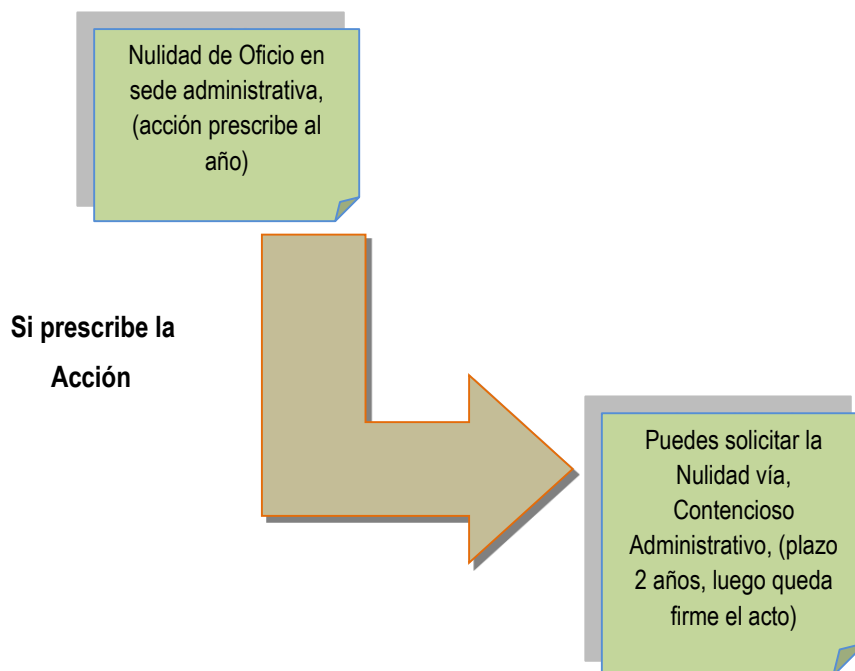 Nulidad de Oficio en
sede administrativa,
(acción prescribe al
año)
Si prescribe la
Acción
Puedes solicitar la
Nulidad vía,
Contencioso
Administrativo, (plazo
2 años, luego queda
firme el acto)